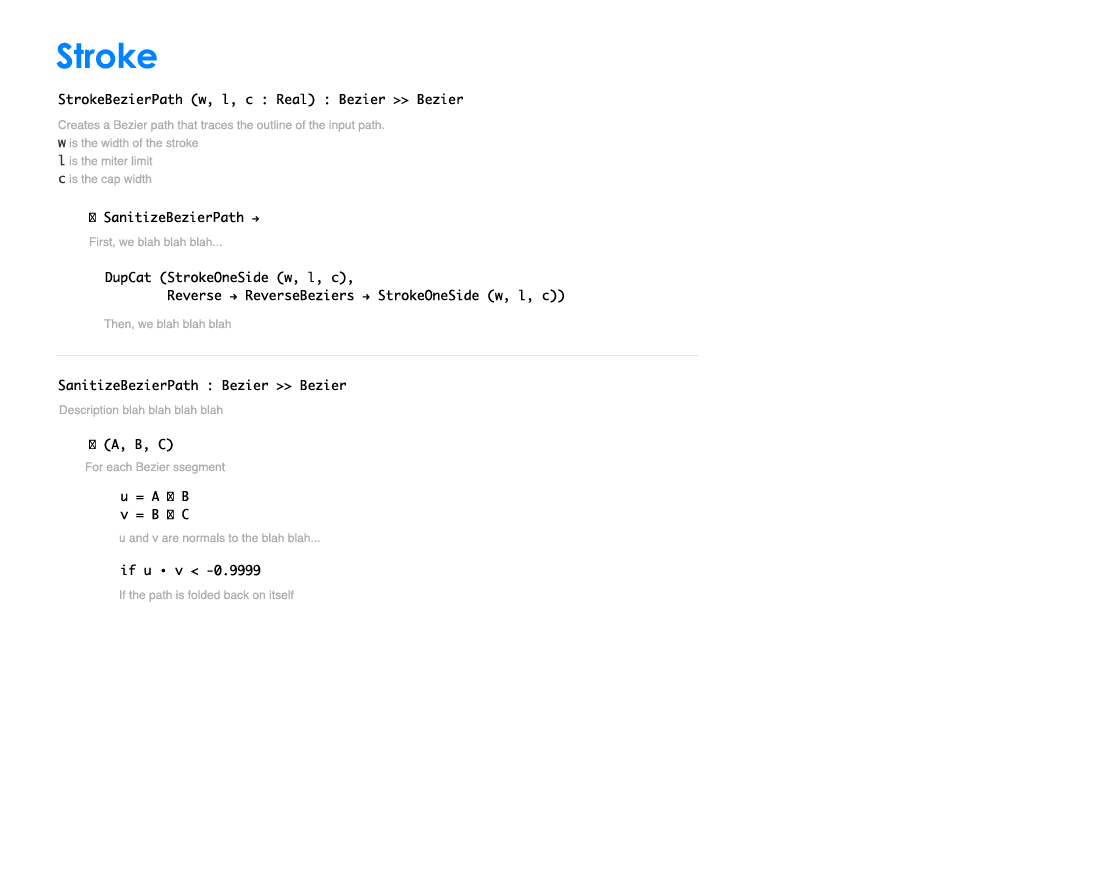 Stroke
StrokeBezierPath (w, l, c : Real) : Bezier >> Bezier
Creates a Bezier path that traces the outline of the input path.
w is the width of the stroke
l is the miter limit
c is the cap width
⍰ SanitizeBezierPath →
First, we blah blah blah...
DupCat (StrokeOneSide (w, l, c),
Reverse → ReverseBeziers → StrokeOneSide (w, l, c))
Then, we blah blah blah
SanitizeBezierPath : Bezier >> Bezier
Description blah blah blah blah
⍰ (A, B, C)
For each Bezier ssegment
u = A ⍰ B
v = B ⍰ C
u and v are normals to the blah blah...
if u • v < -0.9999
If the path is folded back on itself